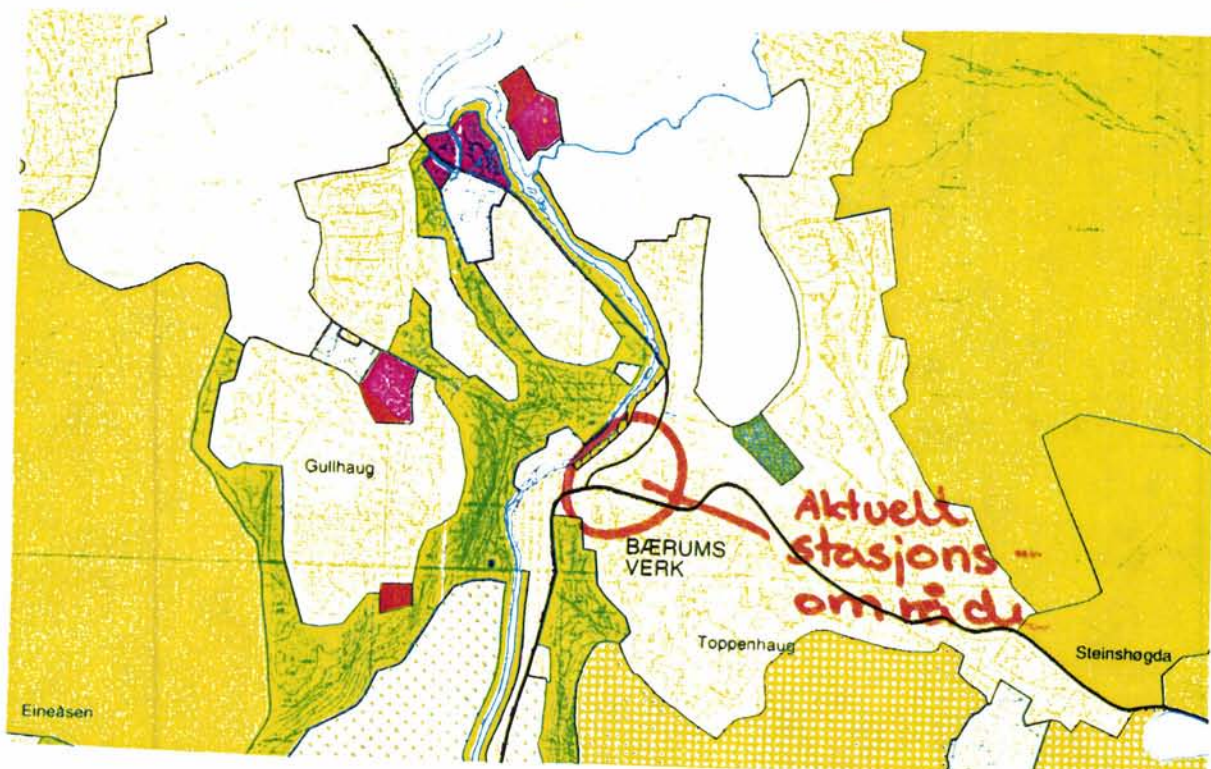 Gullhaug
BÆRUMS
VERK
Aktuelt
stasjons-
område
Toppenhaug
Steinshøgda
Eineåsen